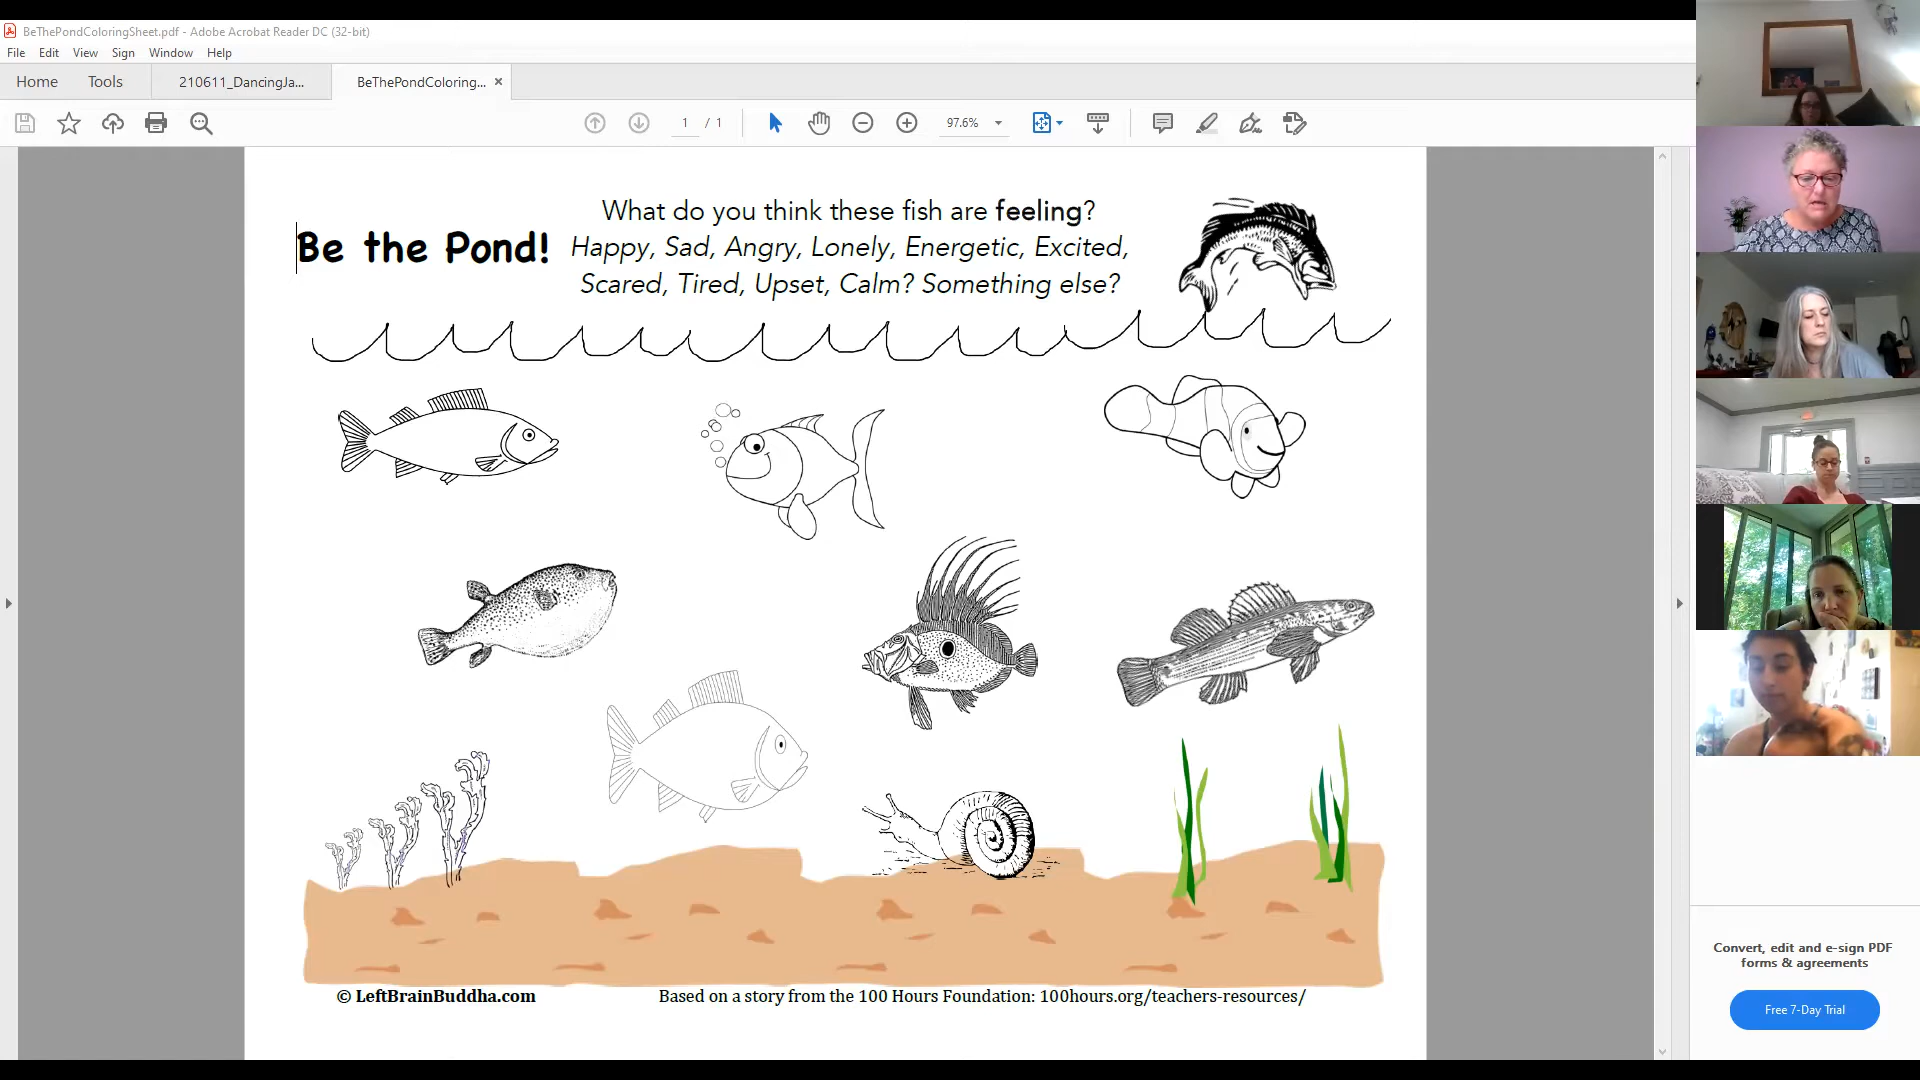 BeThePondColoringSheet.pdf - Adobe Acrobat Reader DC (32-bit)
File Edit View Sign Window Help
Home Tools 210611_DancingJa... BeThePondColoring... ×
1 / 1 97.6%
What do you think these fish are feeling?
Be the Pond! Happy, Sad, Angry, Lonely, Energetic, Excited,
Scared, Tired, Upset, Calm? Something else?
© LeftBrainBuddha.com Based on a story from the 100 Hours Foundation: 100hours.org/teachers-resources/
Convert, edit and e-sign PDF
forms & agreements
Free 7-Day Trial